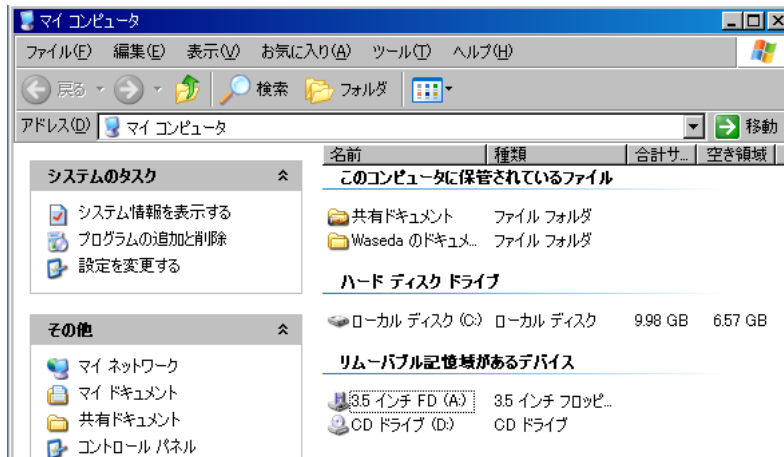 マイ コンピュータ
ファイル(F) 編集(E) 表示(V) お気に入り(A) ツール(T) ヘルプ(H)
戻る 検索 フォルダ
アドレス(D) マイ コンピュータ 移動
システムのタスク
システム情報を表示する
プログラムの追加と削除
設定を変更する
その他
マイ ネットワーク
マイ ドキュメント
共有ドキュメント
コントロール パネル
名前 種類 合計サ... 空き領域
このコンピュータに保管されているファイル
共有ドキュメント ファイル フォルダ
Waseda のドキュメ... ファイル フォルダ
ハード ディスク ドライブ
ローカル ディスク (C:) ローカル ディスク 9.98 GB 6.57 GB
リムーバブル記憶域があるデバイス
3.5 インチ FD (A:) 3.5 インチ フロッピ...
CD ドライブ (D:) CD ドライブ